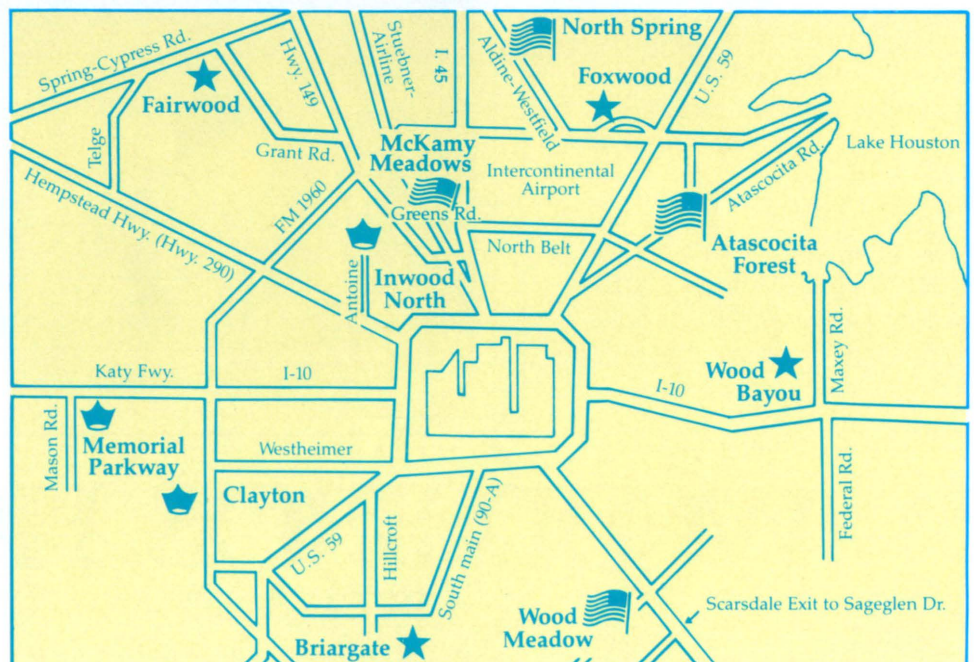 North Spring
Spring-Cypress Rd.
Hwy. 149
Stuebner-
Airline
I. 45
Aldine-Westfield
U.S. 59
Foxwood
Fairwood
Telge
Grant Rd.
McKamy
Meadows
Intercontinental
Airport
Lake Houston
Atascocita Rd.
Hempstead Hwy. (Hwy. 290)
FM 1960
Greens Rd.
North Belt
Atascocita
Forest
Antoine
Inwood
North
Maxey Rd.
Katy Fwy.
I-10
Wood
Bayou
I-10
Mason Rd.
Memorial
Parkway
Westheimer
Clayton
Federal Rd.
U.S. 59
Hillcroft
South main (90-A)
Wood
Meadow
Scarsdale Exit to Sageglen Dr.
Briargate